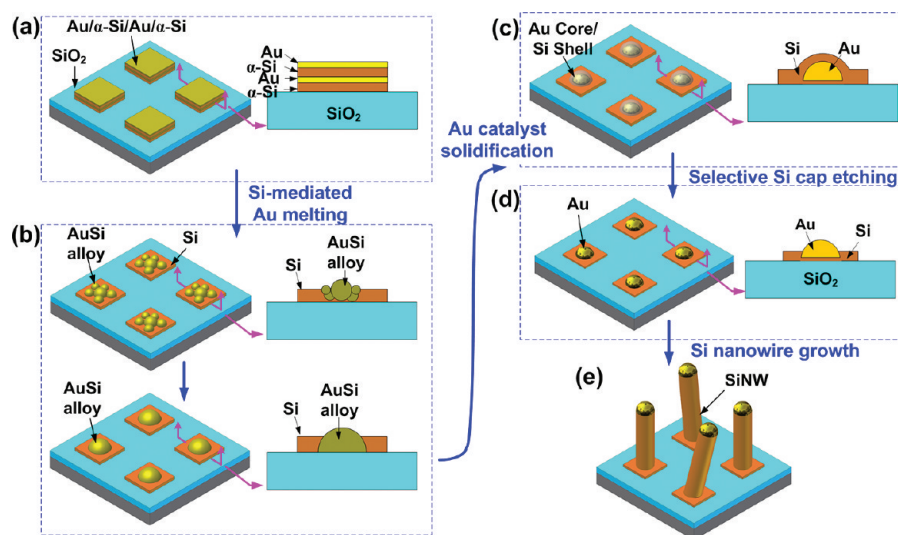 (a)
Au/α-Si/Au/α-Si
SiO₂
Au
α-Si
Au
α-Si
SiO₂
Si-mediated
Au melting
(b)
AuSi
alloy
Si
AuSi
alloy
Si
AuSi
alloy
AuSi
alloy
Si
Au catalyst
solidification
(c)
Au Core/
Si Shell
Si
Au
Selective Si cap etching
(d)
Au
Au
Si
SiO₂
Si nanowire growth
(e)
SiNW